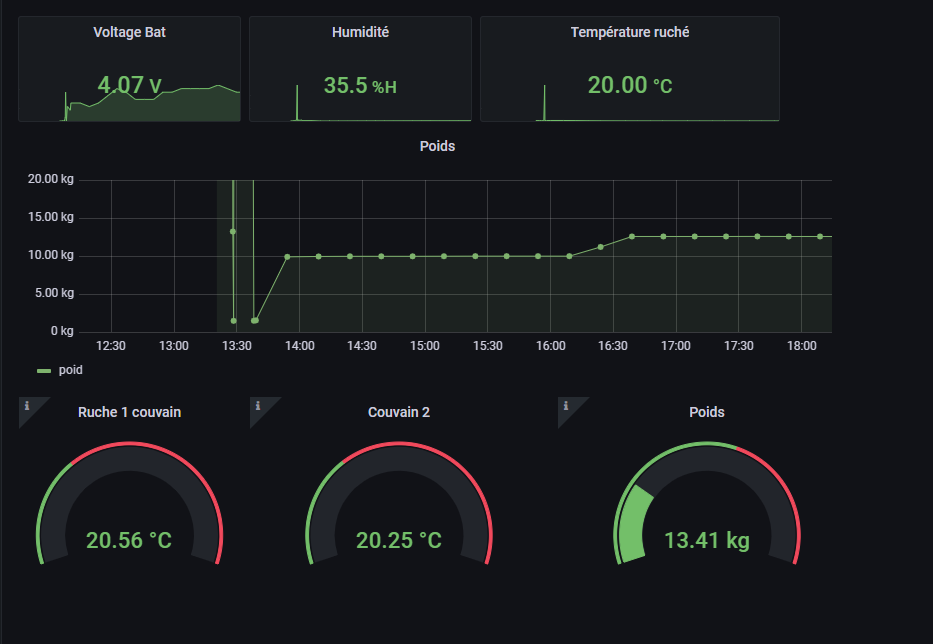 Voltage Bat
4.07 V
Humidité
35.5 %H
Température ruché
20.00 °C
Poids
20.00 kg
15.00 kg
10.00 kg
5.00 kg
0 kg
12:30 13:00 13:30 14:00 14:30 15:00 15:30 16:00 16:30 17:00 17:30 18:00
poid
Ruche 1 couvain
20.56 °C
Couvain 2
20.25 °C
Poids
13.41 kg